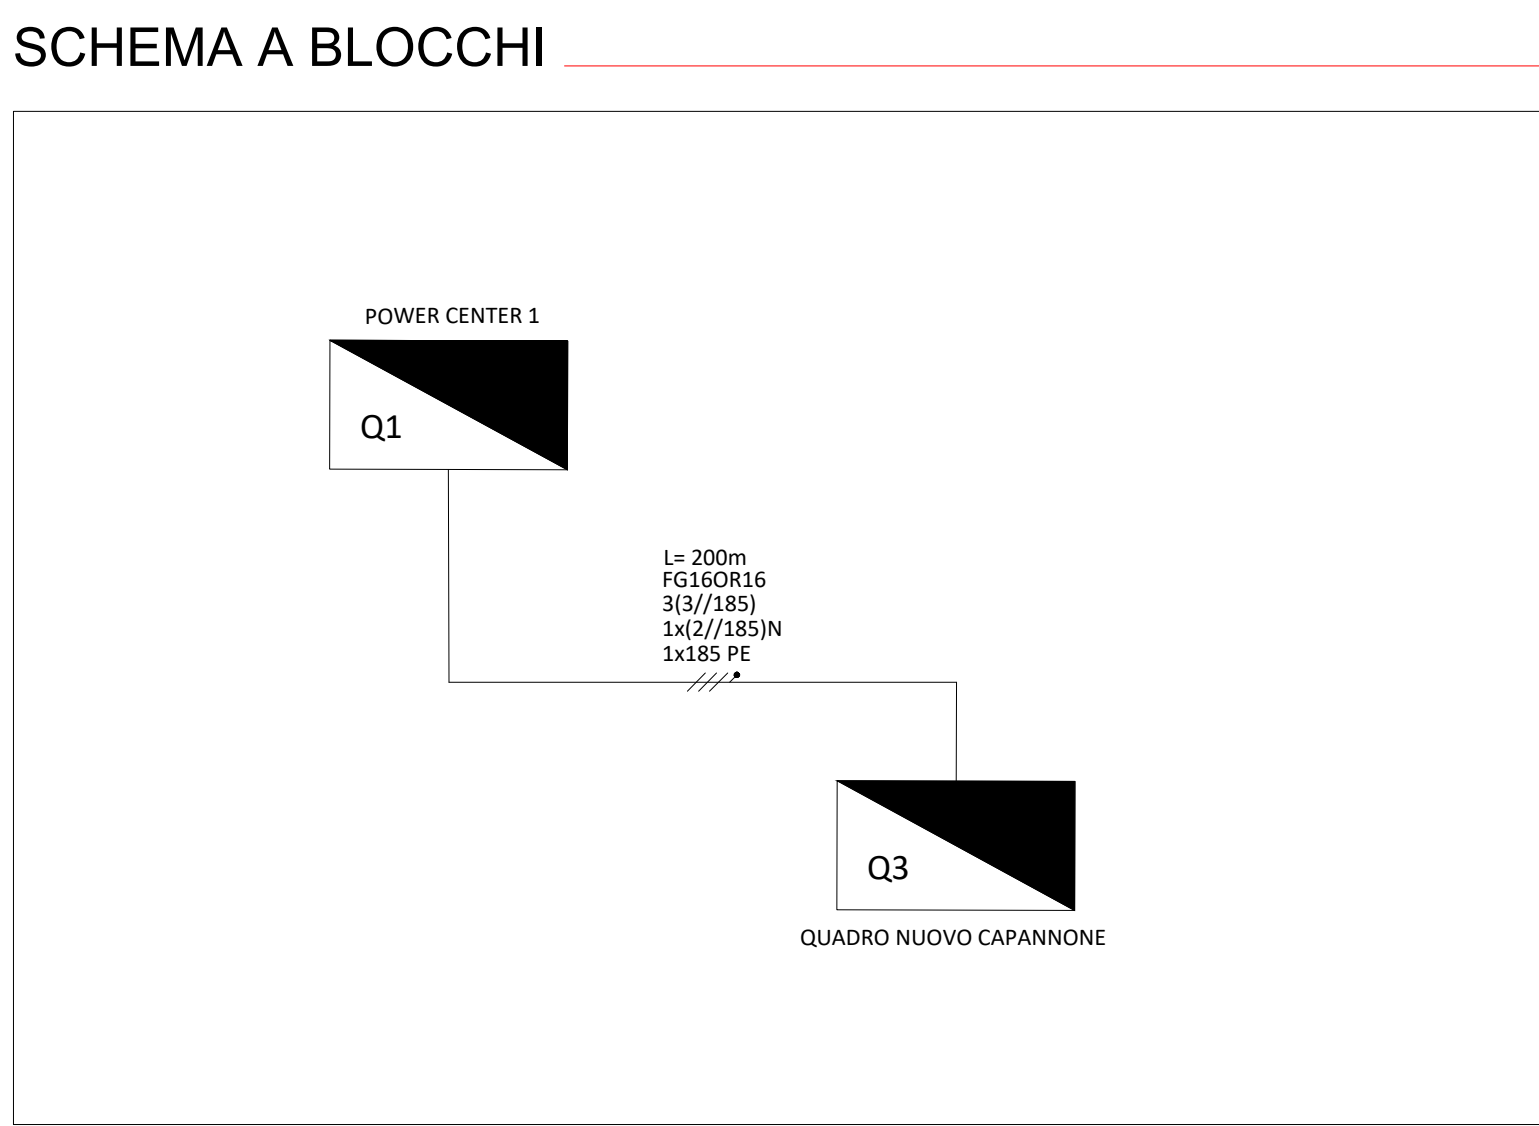 SCHEMA A BLOCCHI
POWER CENTER 1
Q1
L= 200m
FG16OR16
3(3//185)
1x(2//185)N
1x185 PE
Q3
QUADRO NUOVO CAPANNONE